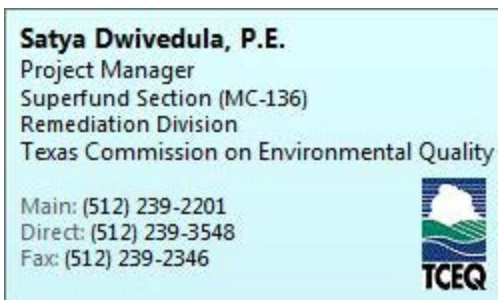 Satya Dwivedula, P.E.
Project Manager
Superfund Section (MC-136)
Remediation Division
Texas Commission on Environmental Quality
Main: (512) 239-2201
Direct: (512) 239-3548
Fax: (512) 239-2346
TCEQ